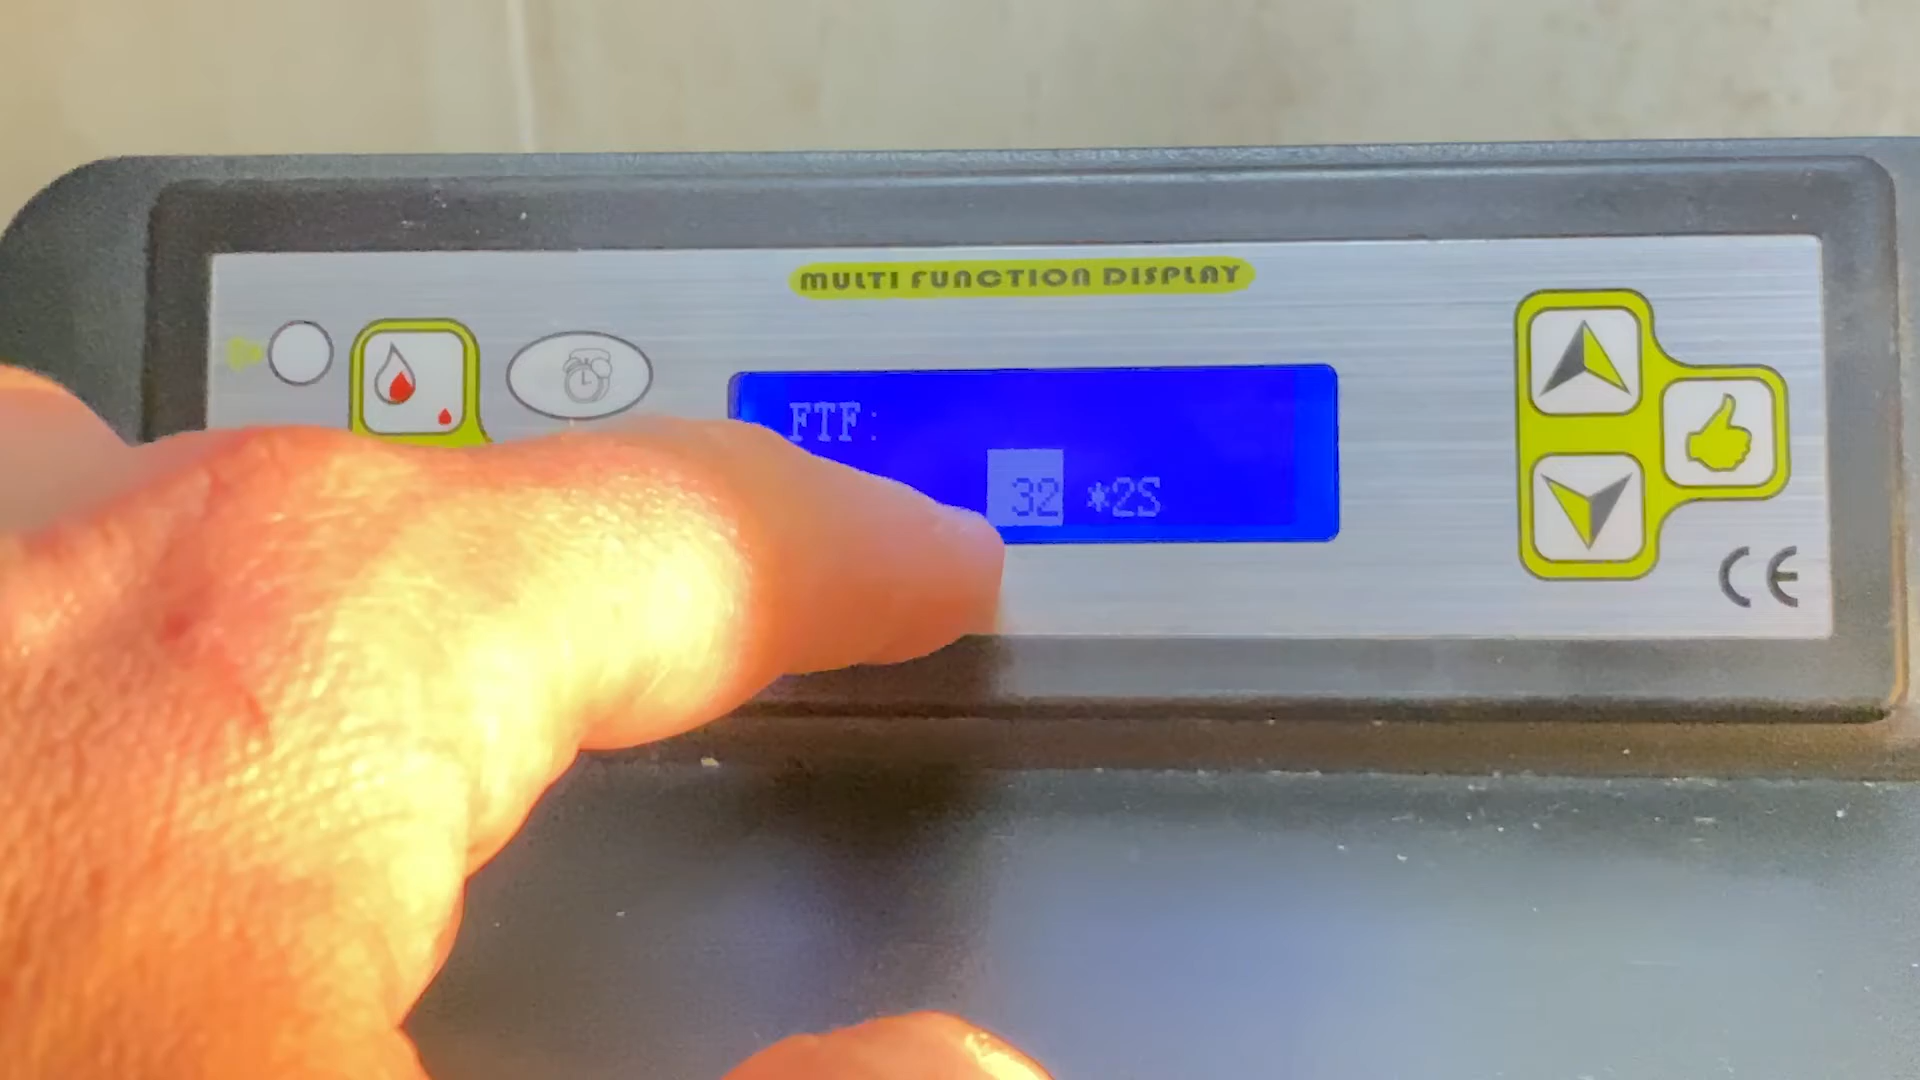 MULTI FUNCTION DISPLAY
FTF:
32 *2S
CE